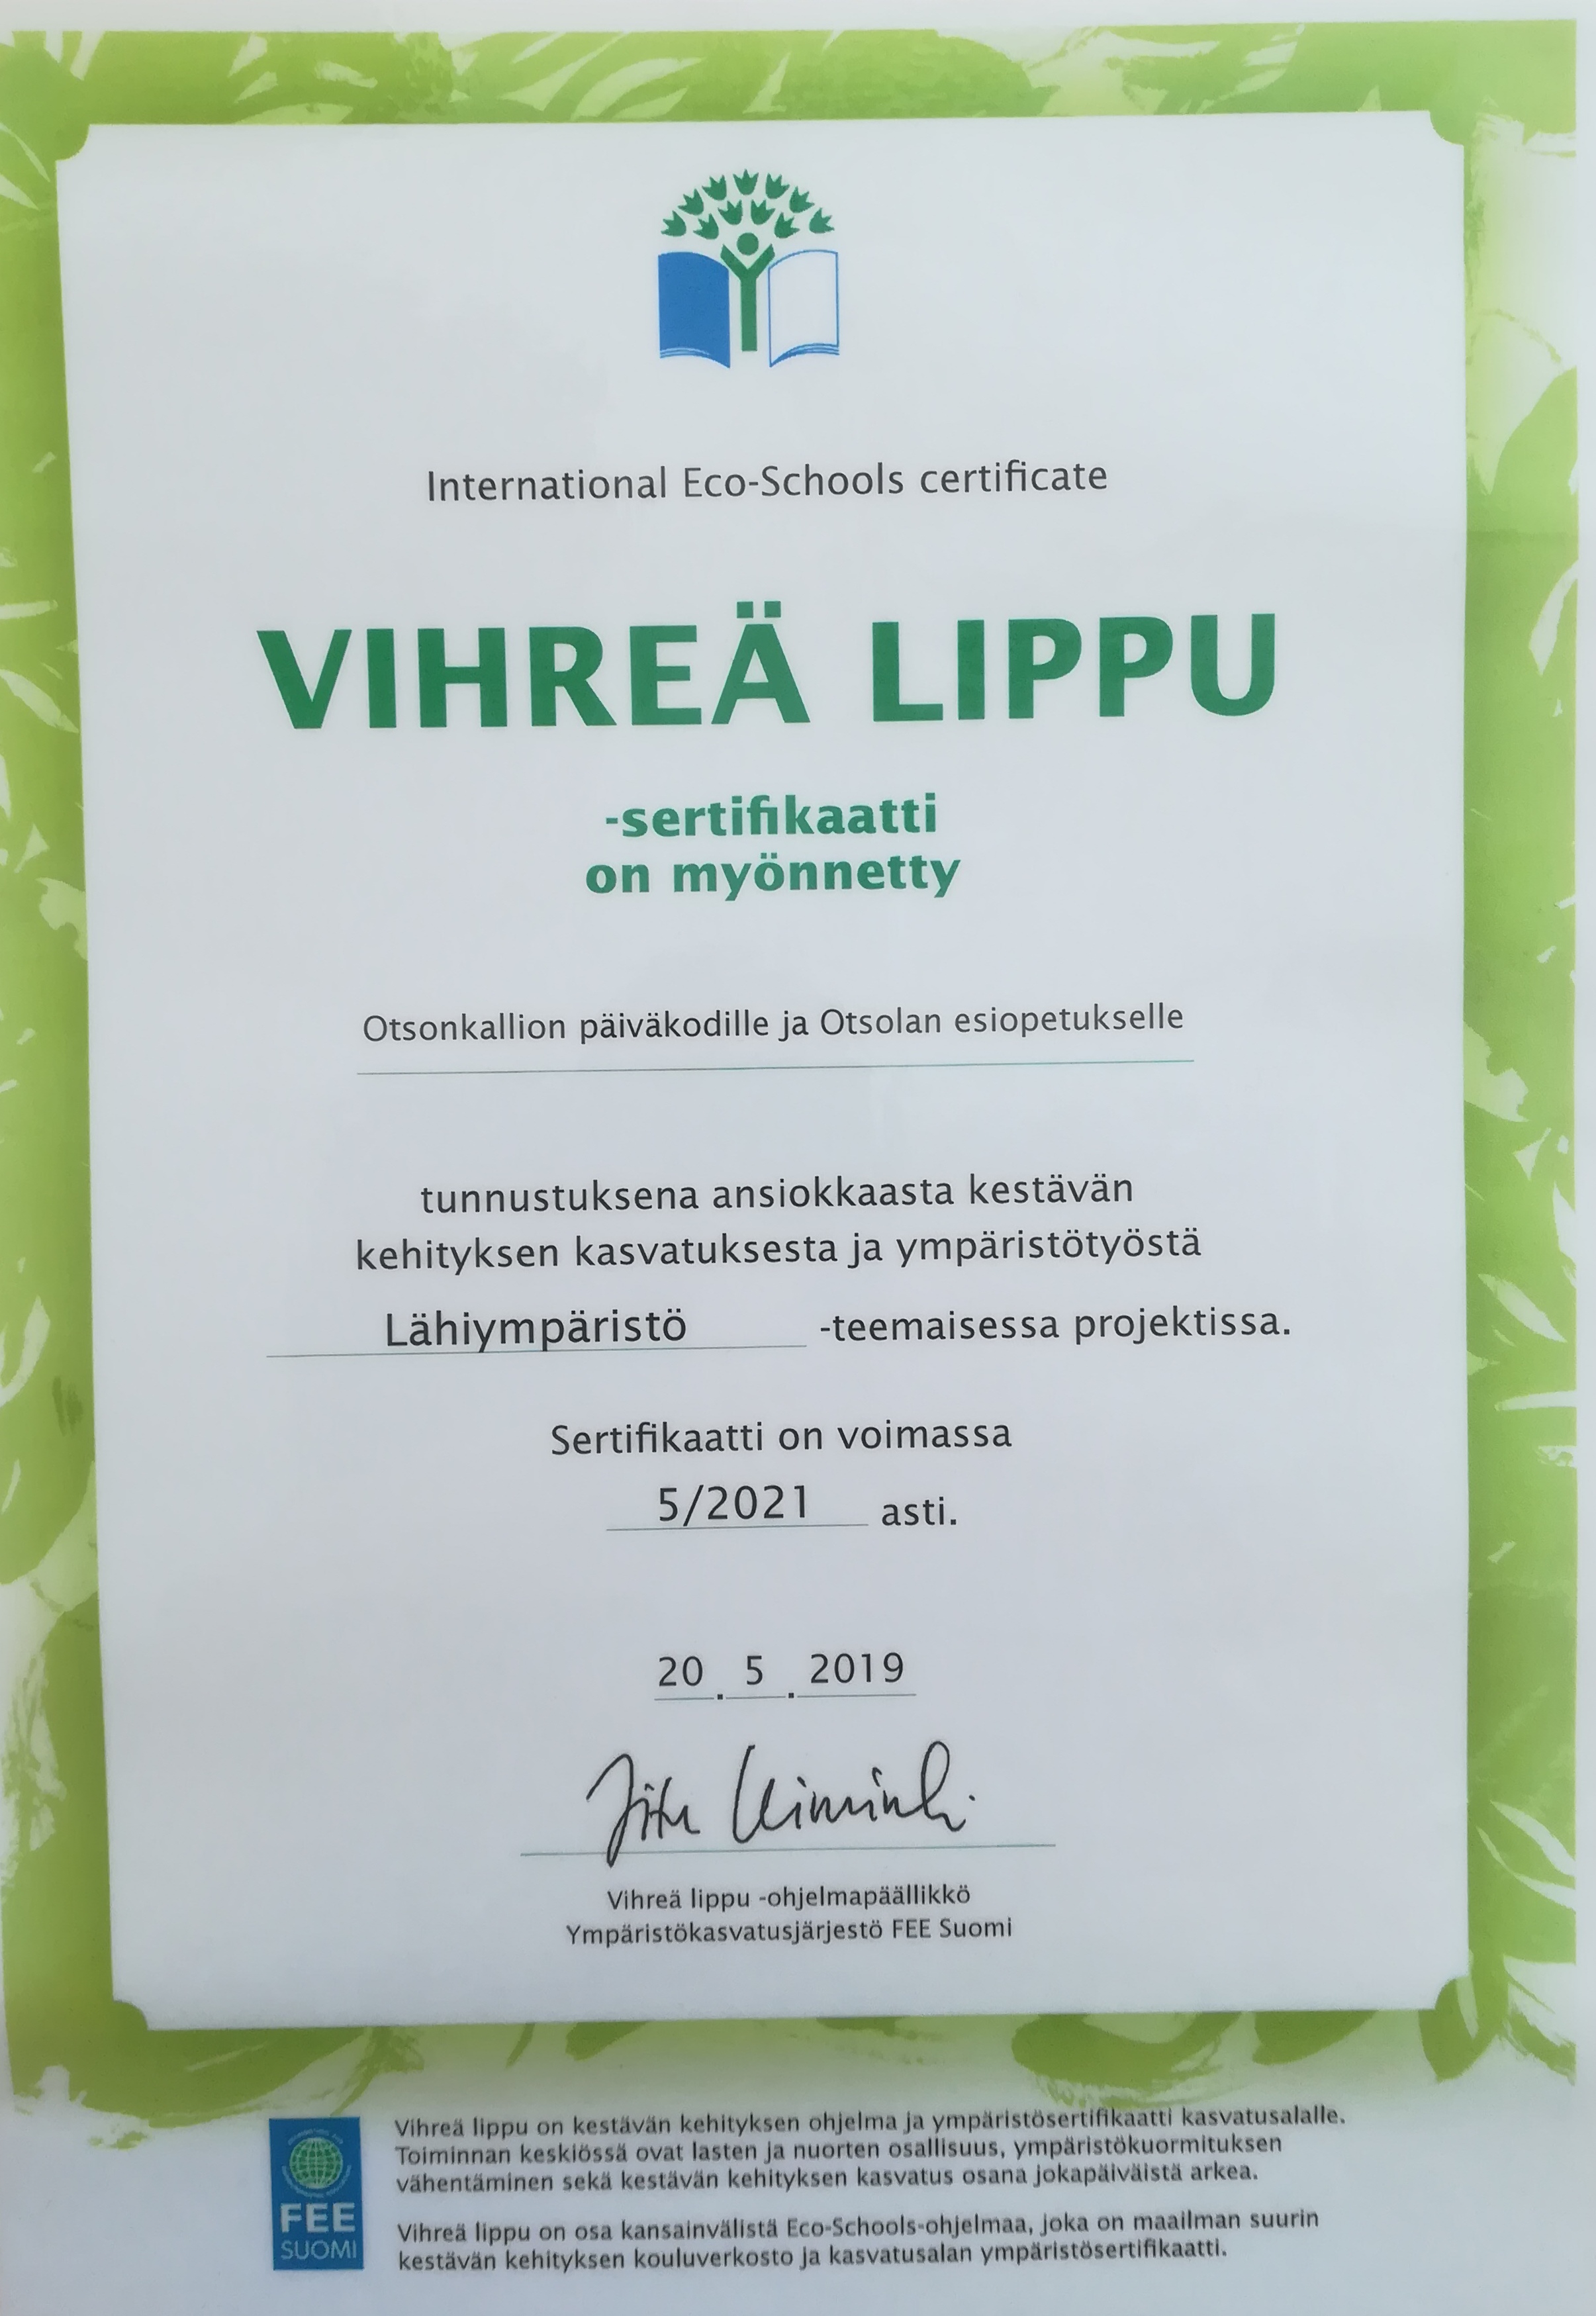 International Eco-Schools certificate
VIHREÄ LIPPU
-sertifikaatti
on myönnetty
Otsonkallion päiväkodille ja Otsolan esiopetukselle
tunnustuksena ansiokkaasta kestävän
kehityksen kasvatuksesta ja ympäristötyöstä
Lähiympäristö -teemaisessa projektissa.
Sertifikaatti on voimassa
5/2021 asti.
20. 5. 2019
Vihreä lippu -ohjelmapäällikkö
Ympäristökasvatusjärjestö FEE Suomi
Vihreä lippu on kestävän kehityksen ohjelma ja ympäristösertifikaatti kasvatusalalle.
Toiminnan keskiössä ovat lasten ja nuorten osallisuus, ympäristökuormituksen
vähentäminen sekä kestävän kehityksen kasvatus osana jokapäiväistä arkea.
Vihreä lippu on osa kansainvälistä Eco-Schools-ohjelmaa, joka on maailman suurin
kestävän kehityksen kouluverkosto ja kasvatusalan ympäristösertifikaatti.
FEE
SUOMI